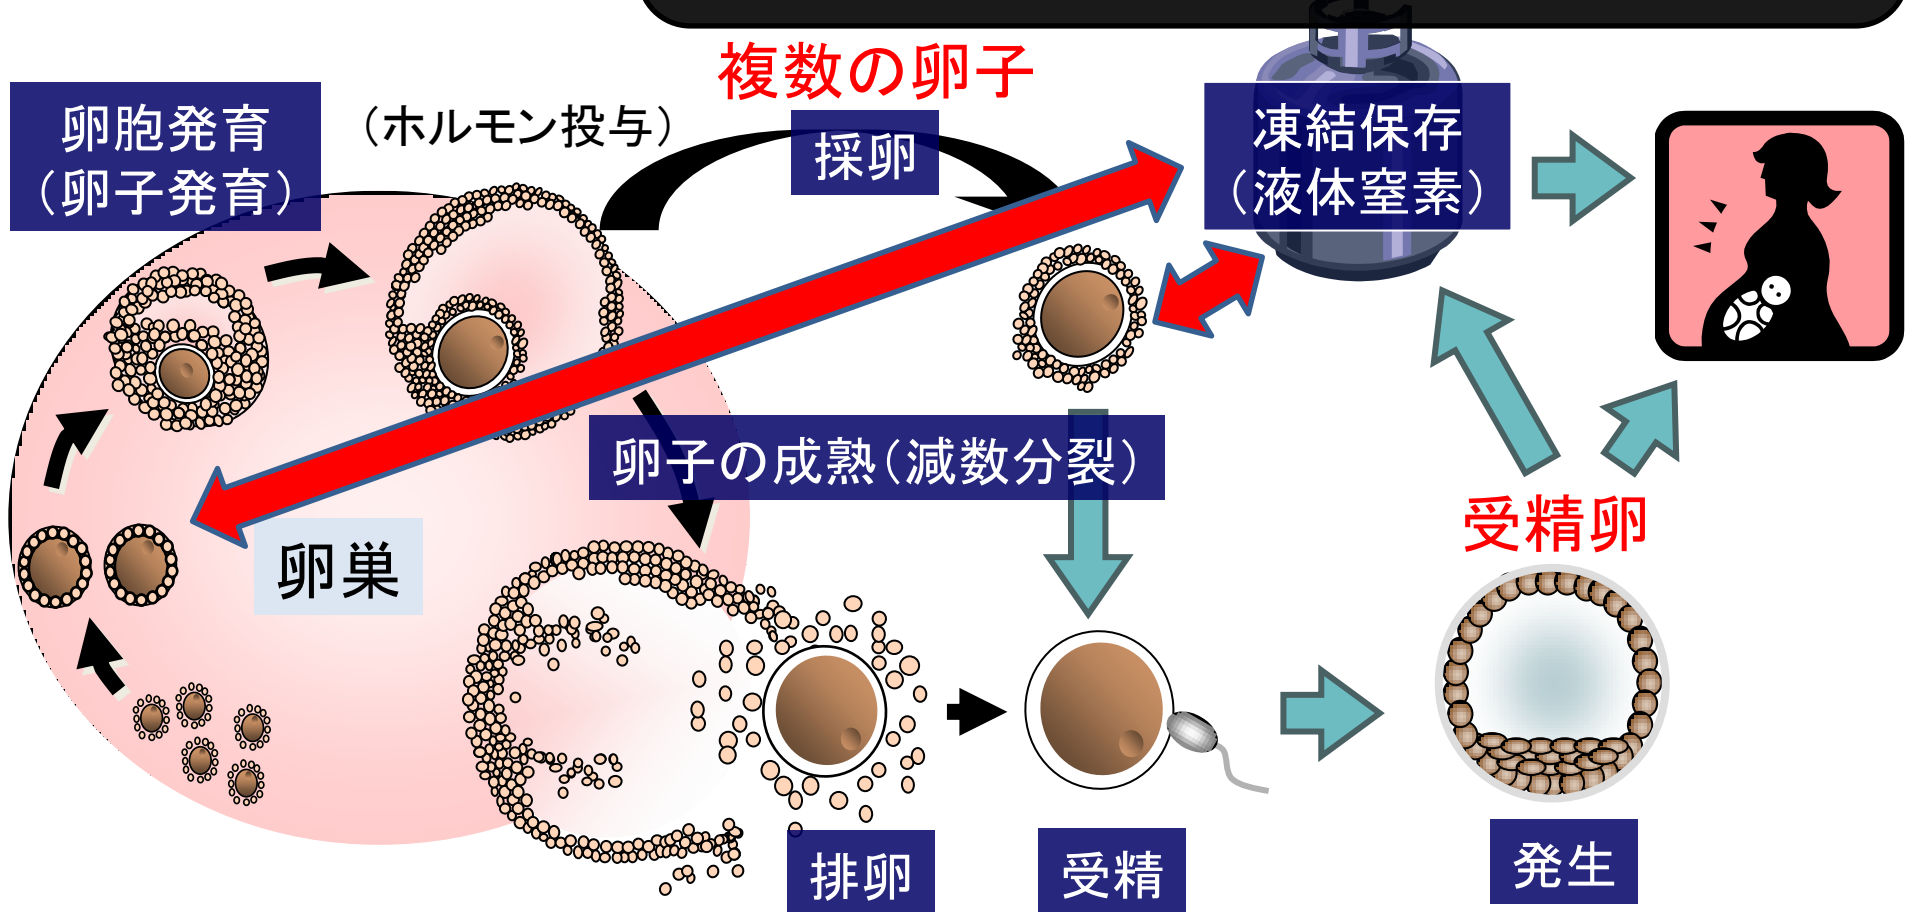 複数の卵子
卵胞発育
（卵子発育）
（ホルモン投与）
採卵
凍結保存
（液体窒素）
卵子の成熟（減数分裂）
卵巣
受精卵
排卵
受精
発生